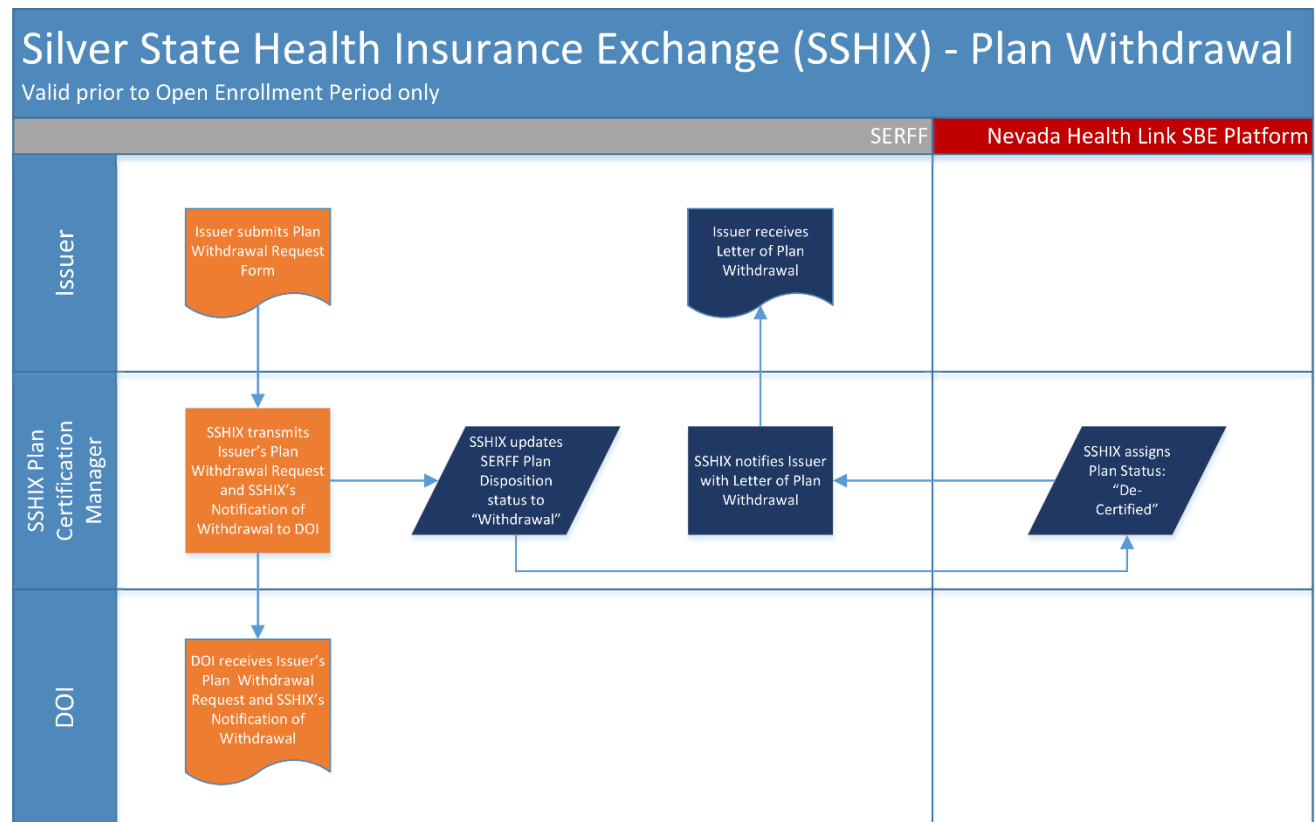 Silver State Health Insurance Exchange (SSHIX) - Plan Withdrawal
Valid prior to Open Enrollment Period only
SERFF
Nevada Health Link SBE Platform
Issuer
Issuer submits Plan
Withdrawal Request
Form
Issuer receives
Letter of Plan
Withdrawal
SSHIX Plan
Certification
Manager
SSHIX transmits
Issuer's Plan
Withdrawal Request
and SSHIX's
Notification of
Withdrawal to DOI
SSHIX updates
SERFF Plan
Disposition
status to
"Withdrawal"
SSHIX notifies Issuer
with Letter of Plan
Withdrawal
SSHIX assigns
Plan Status:
"De-
Certified"
DOI
DOI receives Issuer's
Plan Withdrawal
Request and SSHIX's
Notification of
Withdrawal